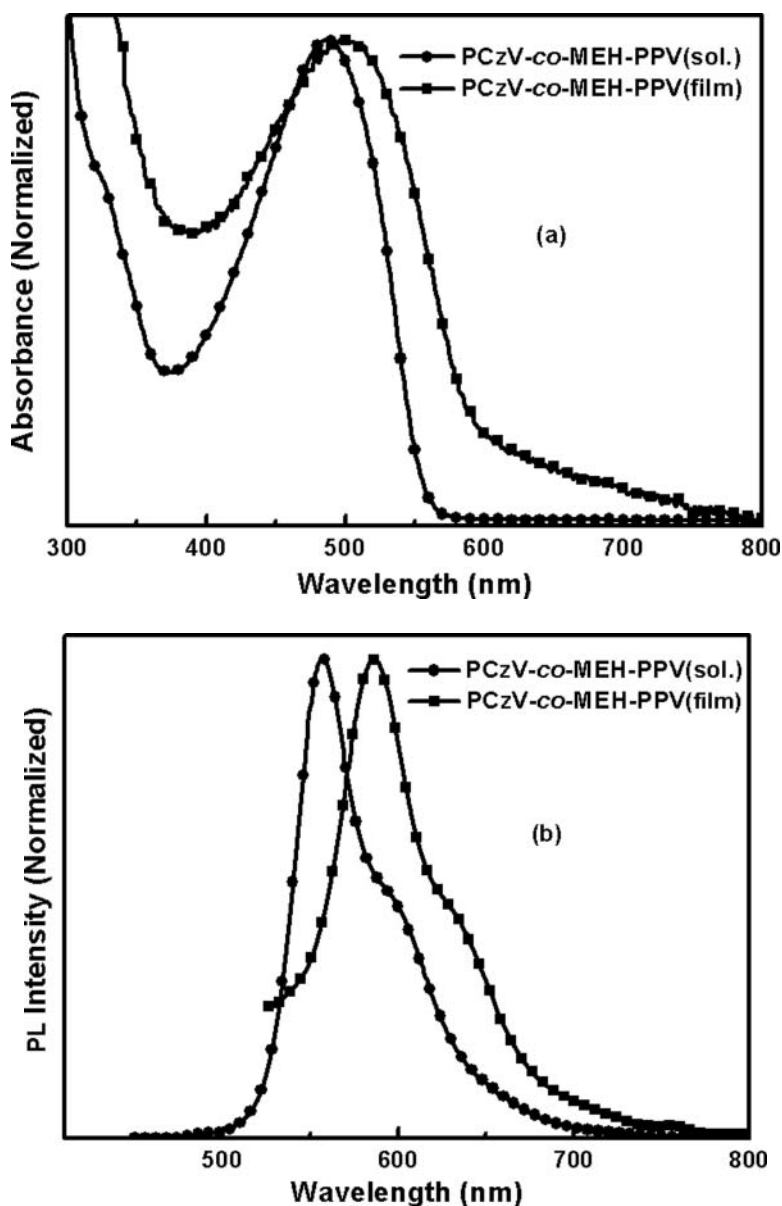 PCzV-co-MEH-PPV(sol.)
PCzV-co-MEH-PPV(film)
Absorbance (Normalized)
(a)
300 400 500 600 700 800
Wavelength (nm)
PCzV-co-MEH-PPV(sol.)
PCzV-co-MEH-PPV(film)
PL Intensity (Normalized)
(b)
500 600 700 800
Wavelength (nm)